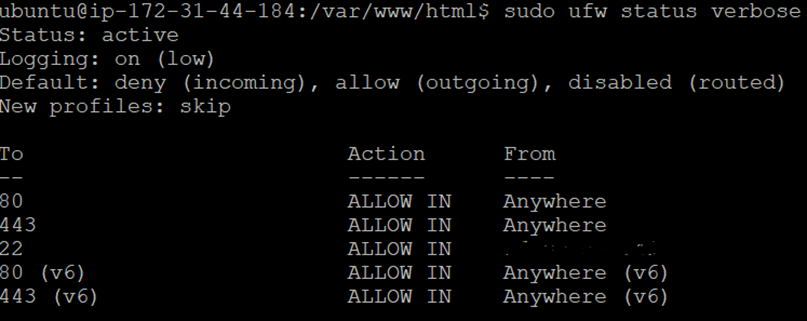 ubuntu@ip-172-31-44-184:/var/www/html$ sudo ufw status verbose
Status: active
Logging: on (low)
Default: deny (incoming), allow (outgoing), disabled (routed)
New profiles: skip
To Action From
-- ------ ----
80 ALLOW IN Anywhere
443 ALLOW IN Anywhere
22 ALLOW IN
80 (v6) ALLOW IN Anywhere (v6)
443 (v6) ALLOW IN Anywhere (v6)